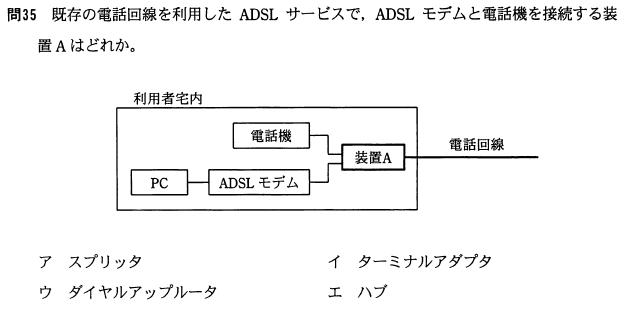 問35 既存の電話回線を利用した ADSL サービスで，ADSL モデムと電話機を接続する装
置 A はどれか。
利用者宅内
電話機
電話回線
装置A
PC
ADSL モデム
ア スプリッタ
イ ターミナルアダプタ
ウ ダイヤルアップルータ
エ ハブ